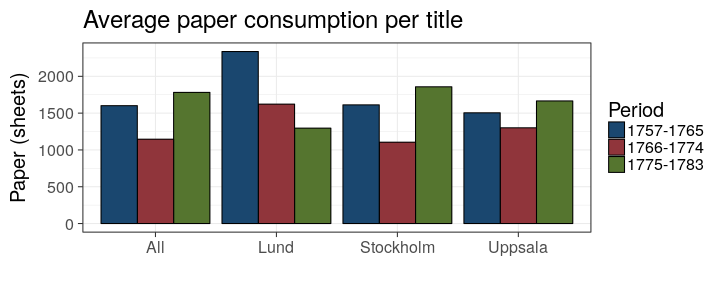 Average paper consumption per title
Paper (sheets)
2000
1500
1000
500
0
All
Lund
Stockholm
Uppsala
Period
1757-1765
1766-1774
1775-1783